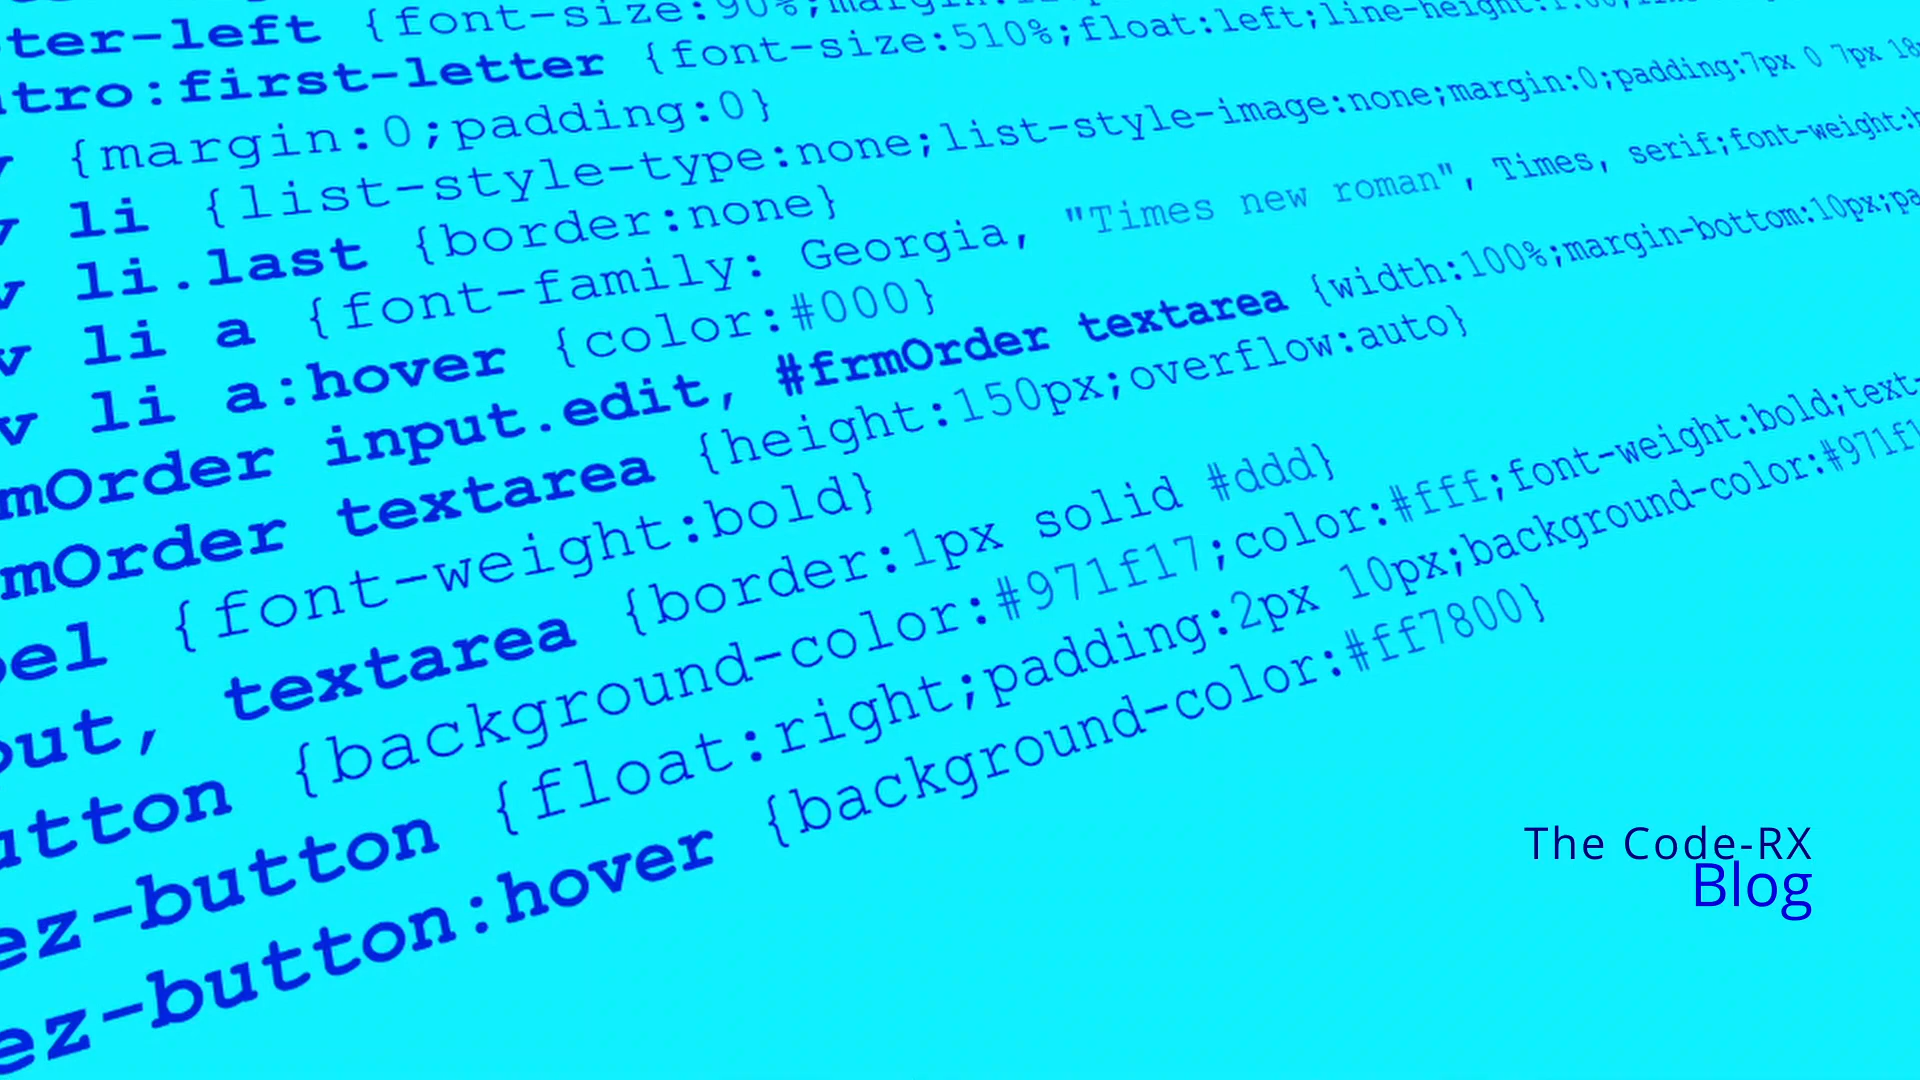 ter-left {font-size:90%;
tro:first-letter {font-size:510%;float:left;line-height:
{margin:0;padding:0}
v li {list-style-type:none;list-style-image:none;margin:0;padding:7px 0 7px
v li.last {border:none}
v li a {font-family: Georgia, "Times new roman", Times, serif;font-weight:
v li a:hover {color:#000}
mOrder input.edit, #frmOrder textarea {width:100%;margin-bottom:10px;
mOrder textarea {height:150px;overflow:auto}
el {font-weight:bold}
out, textarea {border:1px solid #ddd}
utton {background-color:#971f17;color:#fff;font-weight:bold;text-
ez-button {float:right;padding:2px 10px;background-color:#971f1
ez-button:hover {background-color:#ff7800}
The Code-RX
Blog